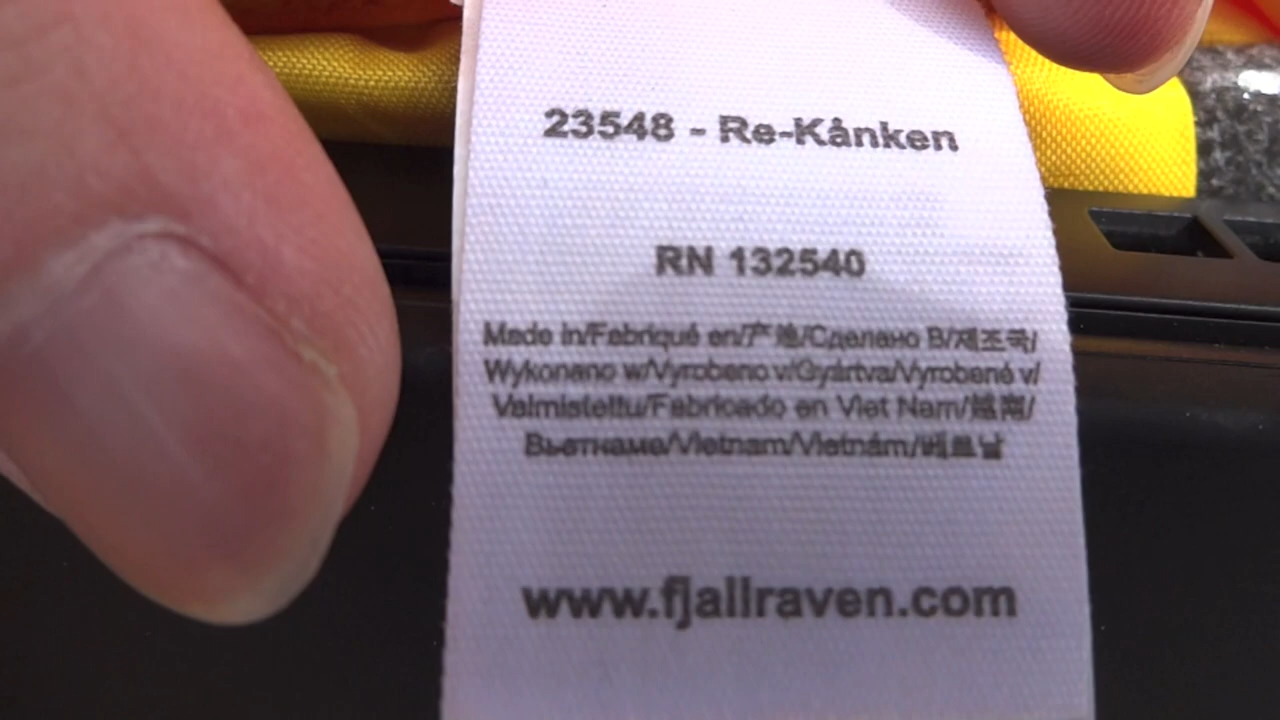 23548 - Re-Kånken
RN 132540
Made in/Fabriqué en/产地/Сделано В/제조국/
Wykonano w/Vyrobeno v/Gyártva/Vyrobené v/
Valmistettu/Fabricado en Viet Nam/越南/
Вьетнаме/Vietnam/Vietnám/베트남
www.fjallraven.com